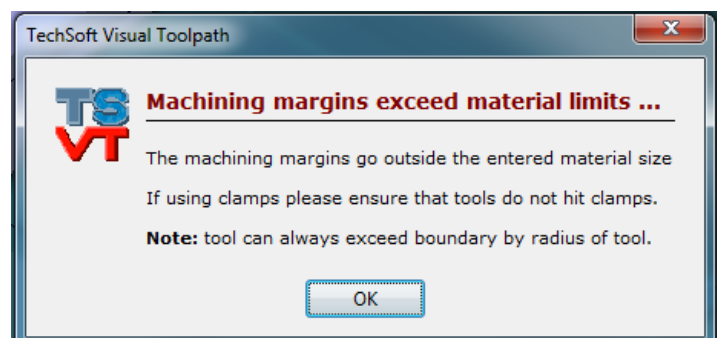 TechSoft Visual Toolpath
X
TS
VT
Machining margins exceed material limits ...
The machining margins go outside the entered material size
If using clamps please ensure that tools do not hit clamps.
Note: tool can always exceed boundary by radius of tool.
OK